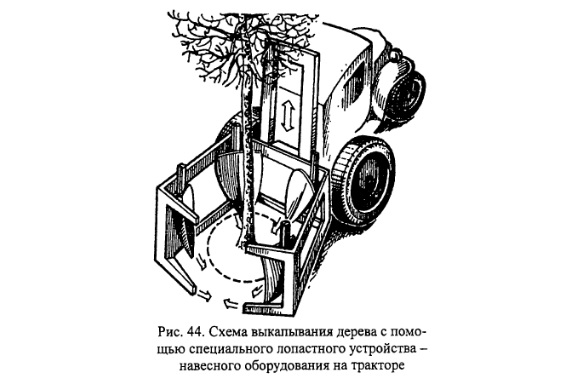 Рис. 44. Схема выкапывания дерева с помо-
щью специального лопастного устройства –
навесного оборудования на тракторе